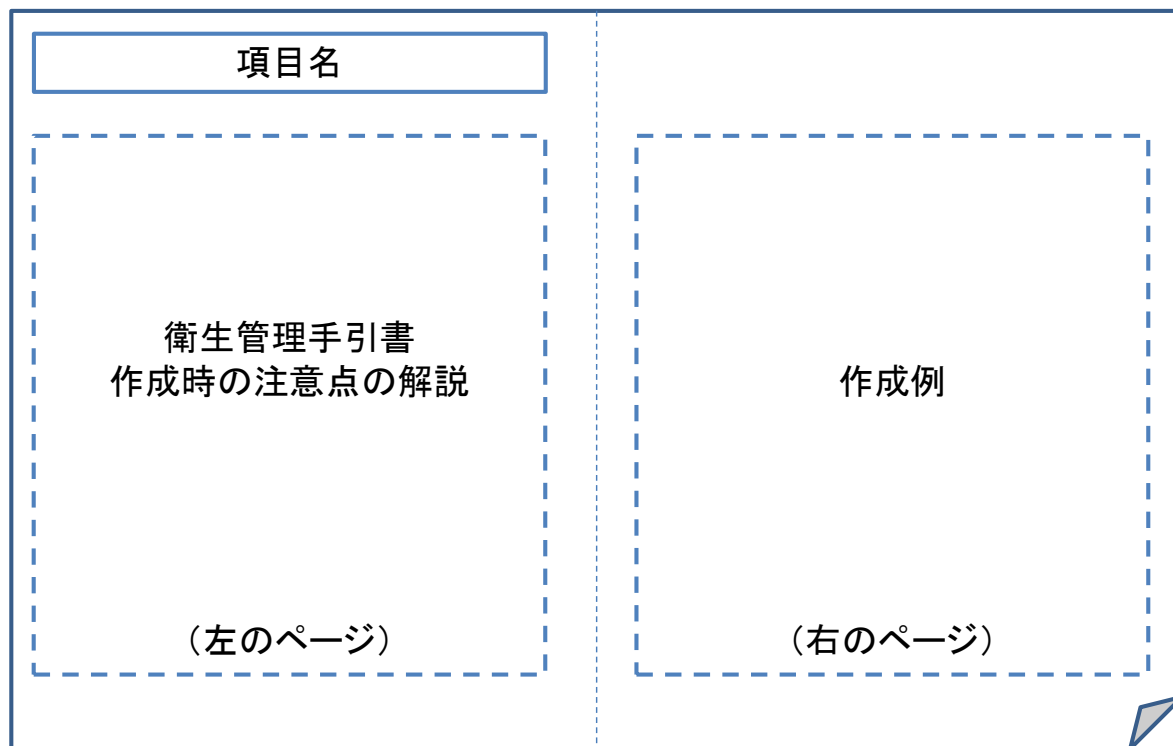 項目名
衛生管理手引書
作成時の注意点の解説
（左のページ）
作成例
（右のページ）